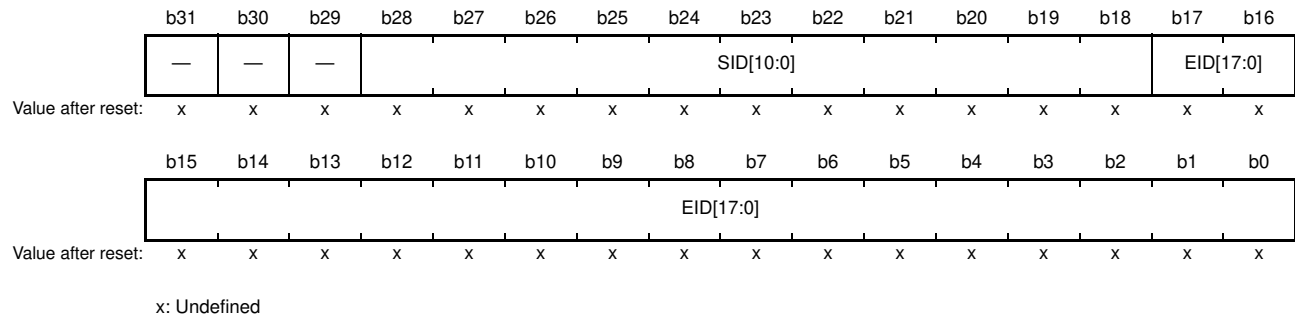 b31 b30 b29 b28 b27 b26 b25 b24 b23 b22 b21 b20 b19 b18 b17 b16
— — — SID[10:0] EID[17:0]
Value after reset: x x x x x x x x x x x x x x x x
b15 b14 b13 b12 b11 b10 b9 b8 b7 b6 b5 b4 b3 b2 b1 b0
EID[17:0]
Value after reset: x x x x x x x x x x x x x x x x
x: Undefined